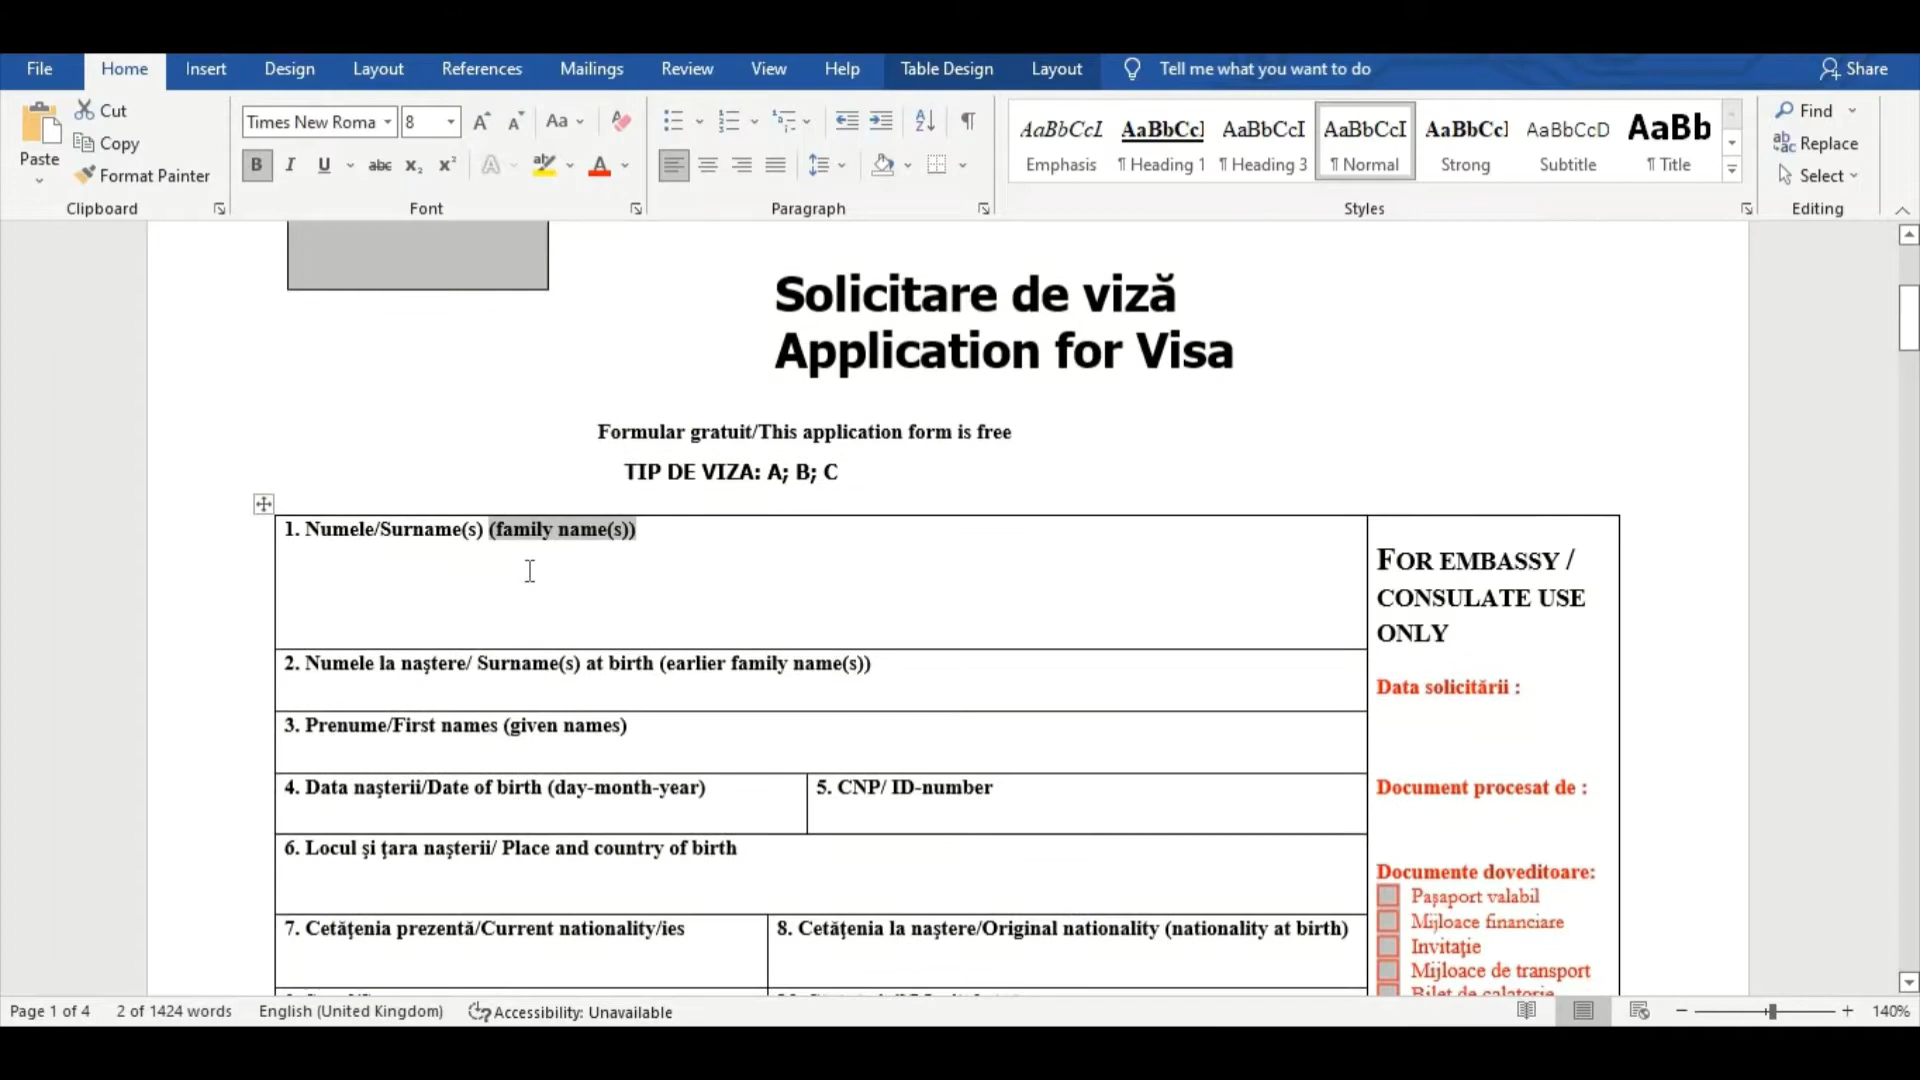 File Home Insert Design Layout References Mailings Review View Help Table Design Layout Tell me what you want to do Share
Paste
Cut
Copy
Format Painter
Clipboard
Times New Roma 8
Font
Paragraph
AaBbCcI AaBbCcI AaBbCcI AaBbCcI AaBbCcI AaBbCcD AaBb
Emphasis ¶ Heading 1 ¶ Heading 3 ¶ Normal Strong Subtitle ¶ Title
Styles
Find
Replace
Select
Editing
Solicitare de viză
Application for Visa
Formular gratuit/This application form is free
TIP DE VIZA: A; B; C
1. Numele/Surname(s) (family name(s))
2. Numele la naştere/ Surname(s) at birth (earlier family name(s))
3. Prenume/First names (given names)
4. Data naşterii/Date of birth (day-month-year)
5. CNP/ ID-number
6. Locul şi ţara naşterii/ Place and country of birth
7. Cetăţenia prezentă/Current nationality/ies
8. Cetăţenia la naştere/Original nationality (nationality at birth)
FOR EMBASSY /
CONSULATE USE
ONLY
Data solicitării :
Document procesat de :
Documente doveditoare:
Paşaport valabil
Mijloace financiare
Invitaţie
Mijloace de transport
Page 1 of 4 2 of 1424 words English (United Kingdom) Accessibility: Unavailable 140%